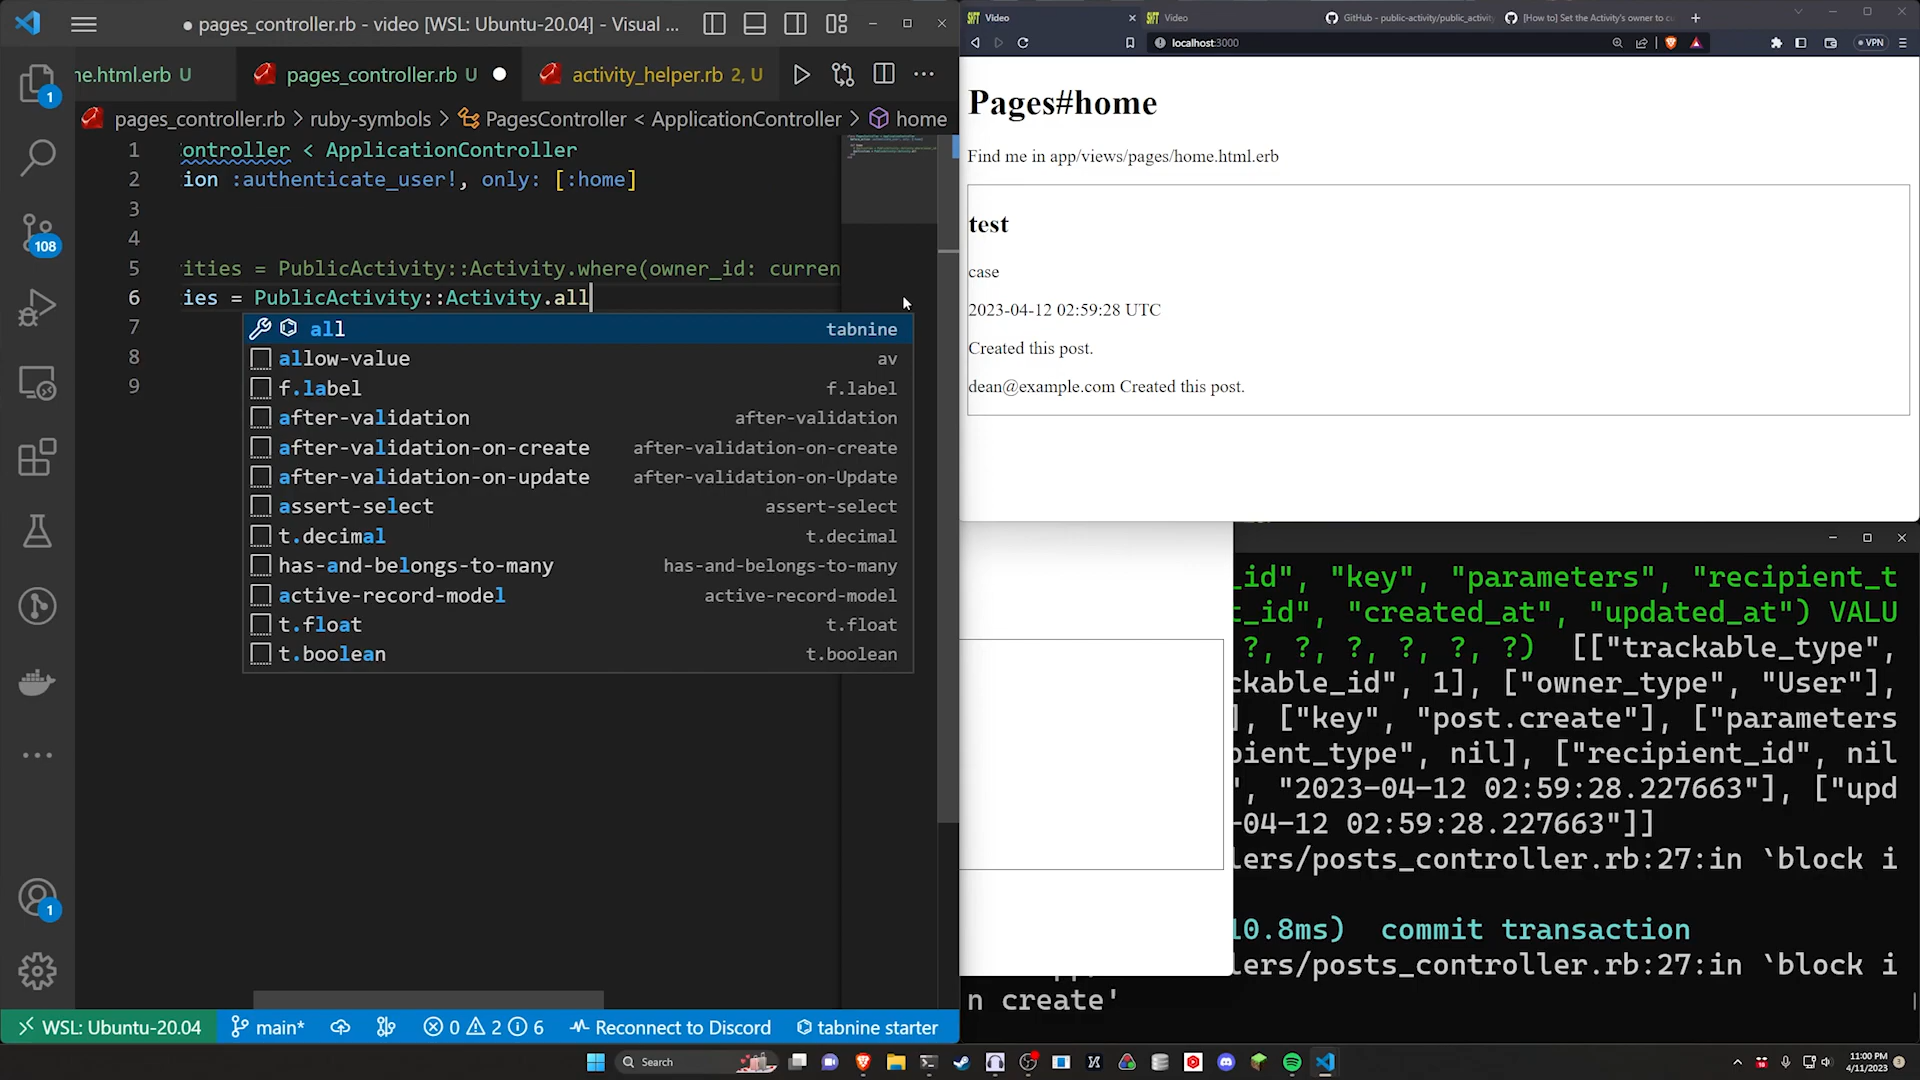 pages_controller.rb - video [WSL: Ubuntu-20.04] - Visual ...
ne.html.erb U
pages_controller.rb U
activity_helper.rb 2, U
pages_controller.rb > ruby-symbols > PagesController < ApplicationController > home
1 ontroller < ApplicationController
2 tion :authenticate_user!, only: [:home]
3
4
5 ities = PublicActivity::Activity.where(owner_id: curren
6 ies = PublicActivity::Activity.all
7
8
9
all tabnine
allow-value av
f.label f.label
after-validation after-validation
after-validation-on-create after-validation-on-create
after-validation-on-update after-validation-on-Update
assert-select assert-select
t.decimal t.decimal
has-and-belongs-to-many has-and-belongs-to-many
active-record-model active-record-model
t.float t.float
t.boolean t.boolean
1
108
1
WSL: Ubuntu-20.04 main* 0 2 6 Reconnect to Discord tabnine starter
Video
Video
GitHub - public-activity/public_activity
[How to] Set the Activity's owner to cu
localhost:3000
VPN
Pages#home
Find me in app/views/pages/home.html.erb
test
case
2023-04-12 02:59:28 UTC
Created this post.
dean@example.com Created this post.
_id", "key", "parameters", "recipient_t
t_id", "created_at", "updated_at") VALU
?, ?, ?, ?, ?, ?) [["trackable_type",
ckable_id", 1], ["owner_type", "User"],
], ["key", "post.create"], ["parameters
pient_type", nil], ["recipient_id", nil
", "2023-04-12 02:59:28.227663"], ["upd
-04-12 02:59:28.227663"]]
lers/posts_controller.rb:27:in `block i
10.8ms) commit transaction
lers/posts_controller.rb:27:in `block i
n create'
Search
11:00 PM
4/11/2023